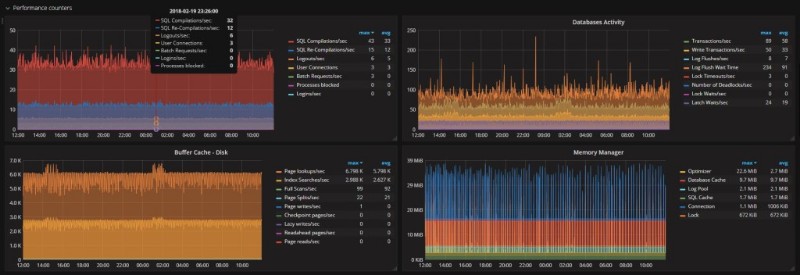 Performance counters
2018-02-19 23:26:00
SQL Compilations/sec: 32
SQL Re-Compilations/sec: 12
Logouts/sec: 6
User Connections: 3
Batch Requests/sec: 0
Logins/sec: 0
Processes blocked: 0
50
40
30
20
10
0
12:00 14:00 16:00 18:00 20:00 22:00 00:00 02:00 04:00 06:00 08:00 10:00
max avg
SQL Compilations/sec 43 33
SQL Re-Compilations/sec 15 12
Logouts/sec 6 5
User Connections 3 3
Batch Requests/sec 3 0
Processes blocked 0 0
Logins/sec 0 0
Databases Activity
250
200
150
100
50
0
12:00 14:00 16:00 18:00 20:00 22:00 00:00 02:00 04:00 06:00 08:00 10:00
max avg
Transactions/sec 89 58
Write Transactions/sec 50 33
Log Flushes/sec 8 7
Log Flush Wait Time 234 91
Lock Timeouts/sec 3 0
Number of Deadlocks/sec 0 0
Lock Waits/sec 0 0
Latch Waits/sec 24 19
Buffer Cache - Disk
7.0 K
6.0 K
5.0 K
4.0 K
3.0 K
2.0 K
1.0 K
0
12:00 14:00 16:00 18:00 20:00 22:00 00:00 02:00 04:00 06:00 08:00 10:00
max avg
Page lookups/sec 6.798 K 5.798 K
Index Searches/sec 2.988 K 2.627 K
Full Scans/sec 99 92
Page Splits/sec 22 21
Page writes/sec 1 0
Checkpoint pages/sec 0 0
Lazy writes/sec 0 0
Readahead pages/sec 0 0
Page reads/sec 0 0
Memory Manager
39 MiB
29 MiB
19 MiB
10 MiB
0 MiB
12:00 14:00 16:00 18:00 20:00 22:00 00:00 02:00 04:00 06:00 08:00 10:00
max avg
Optimizer 22.6 MiB 2.7 MiB
Database Cache 9.7 MiB 9.7 MiB
Log Pool 2.1 MiB 2.1 MiB
SQL Cache 1.7 MiB
Connection 1.1 MiB 1006 KiB
Lock 672 KiB 672 KiB